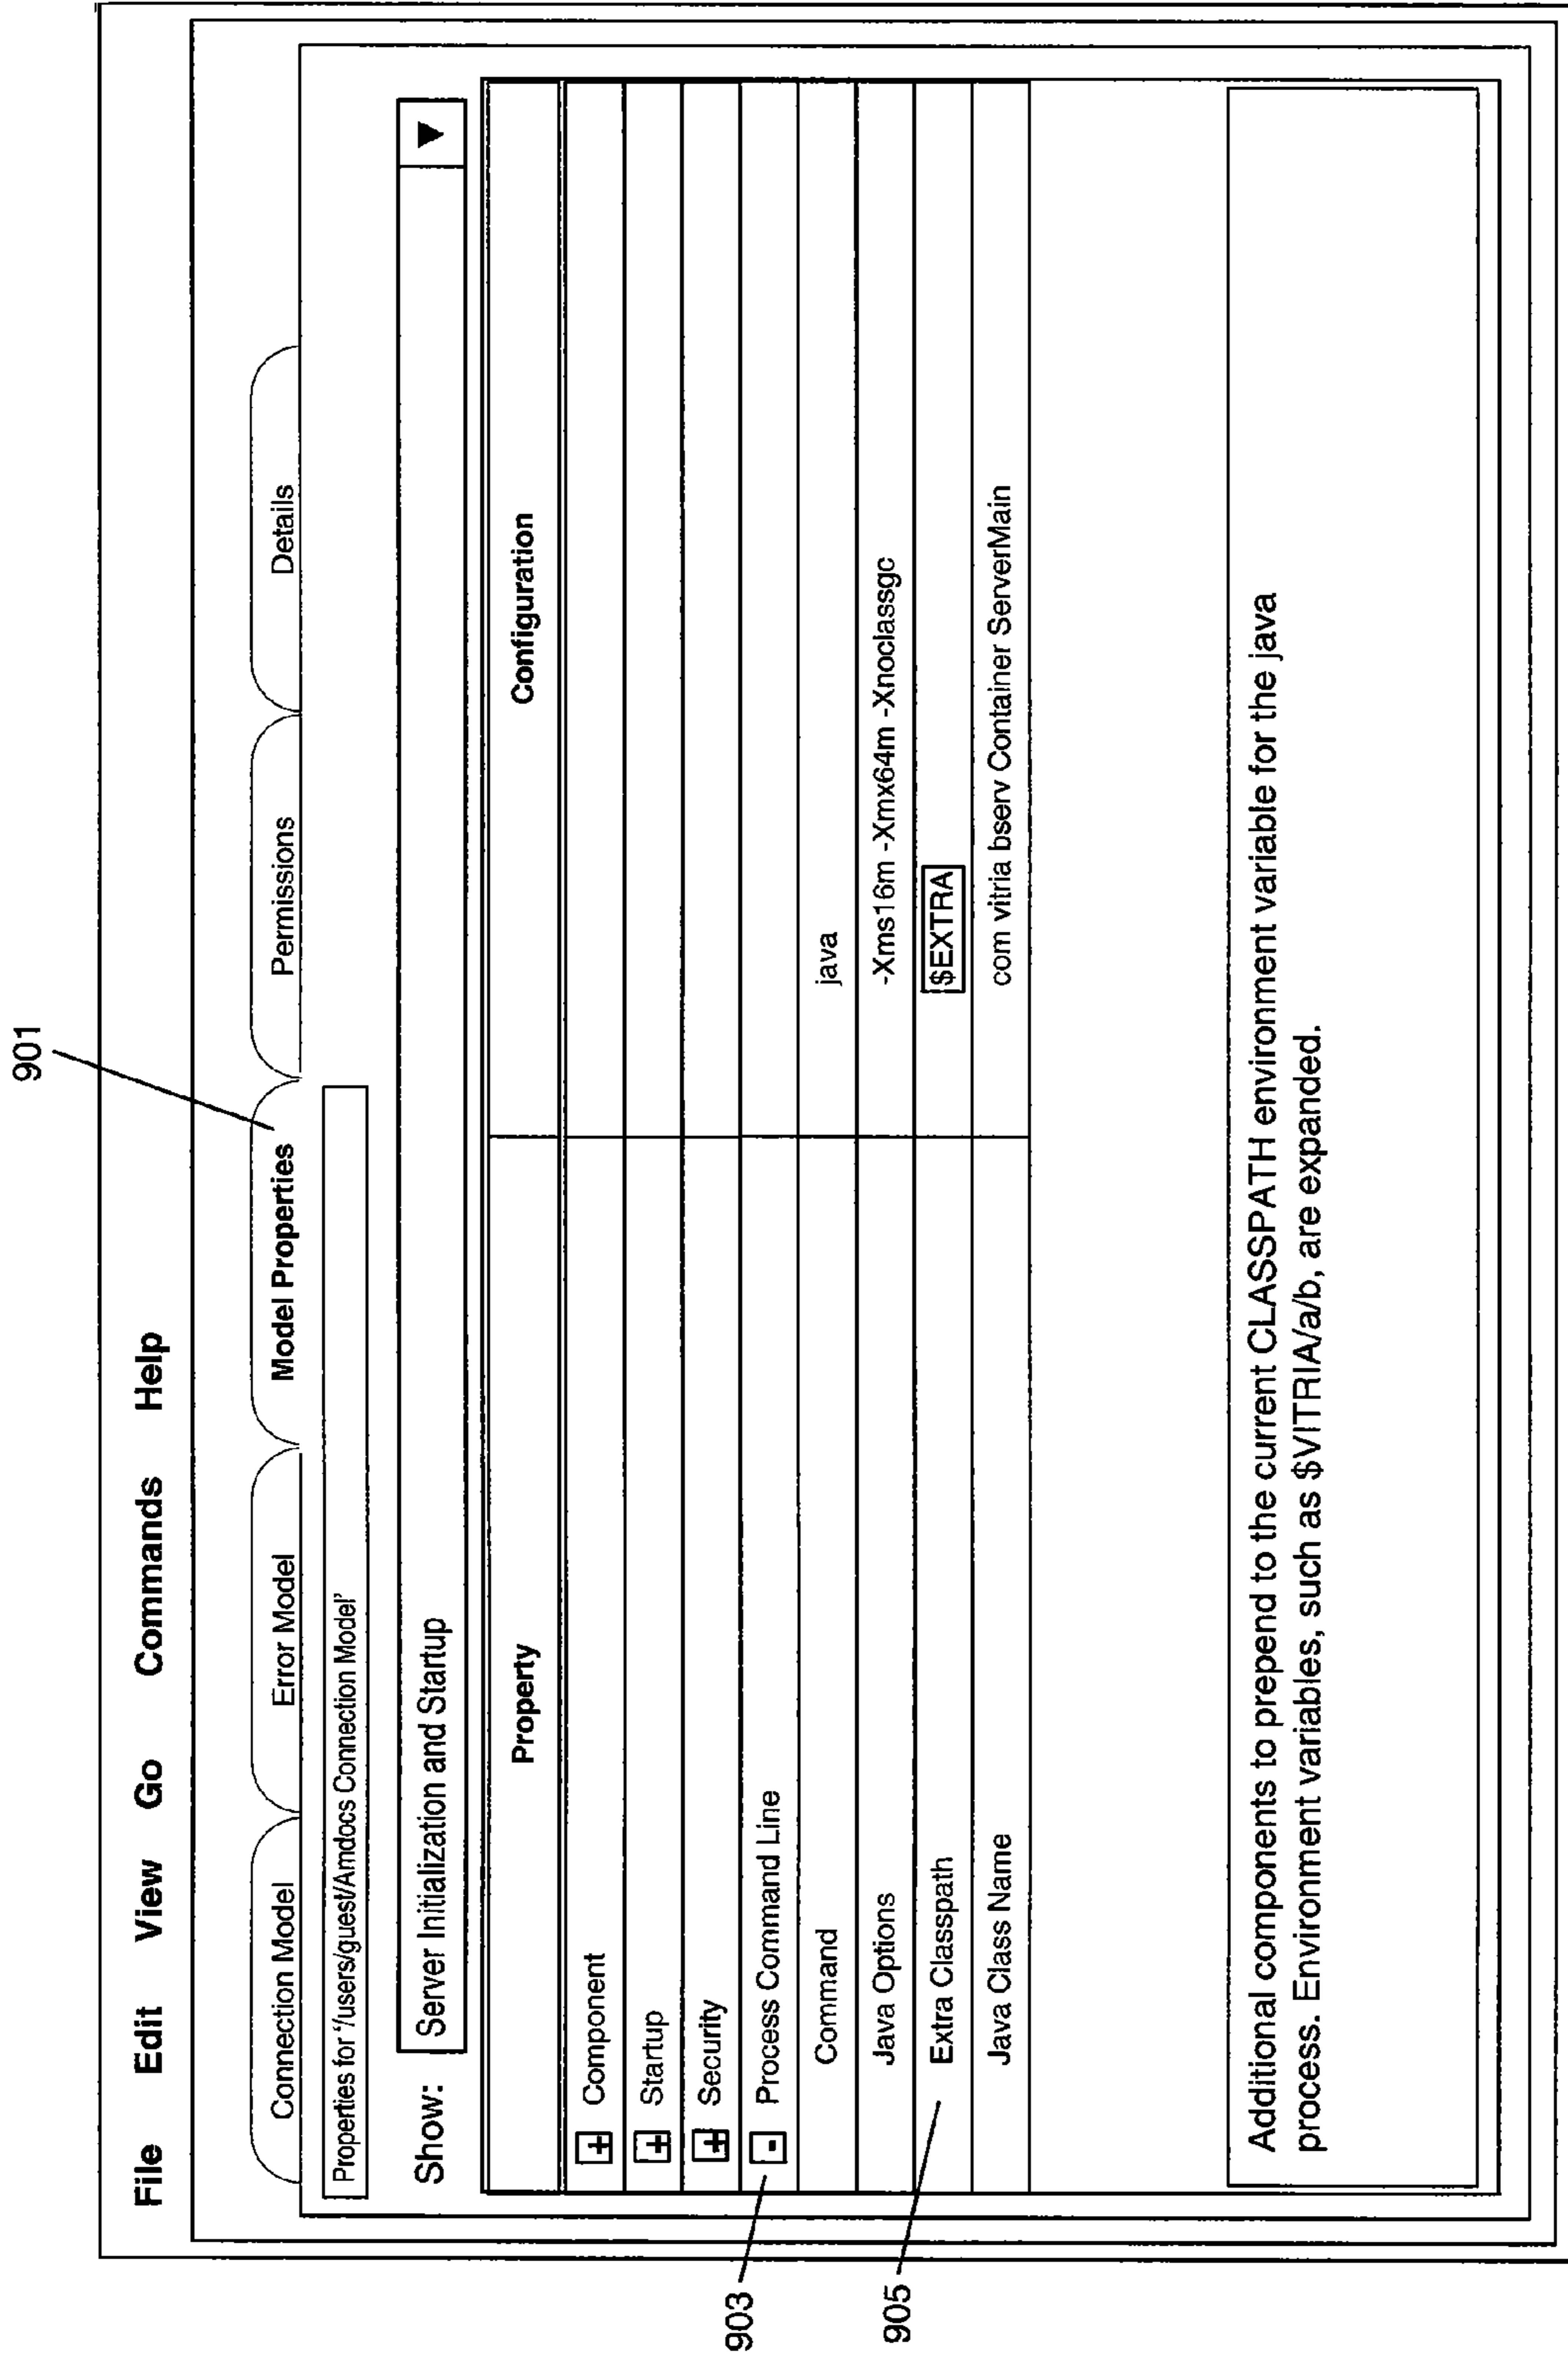 901
File Edit View Go Commands Help
Connection Model Error Model Model Properties Permissions Details
Properties for '/users/guest/Amdocs Connection Model'
Show: Server Initialization and Startup
Property Configuration
+ Component
+ Startup
+ Security
903
- Process Command Line
Command java
Java Options -Xms16m -Xmx64m -Xnoclassgc
905
Extra Classpath $EXTRA
Java Class Name com vitria bserv Container ServerMain
Additional components to prepend to the current CLASSPATH environment variable for the java
process. Environment variables, such as $VITRIA/a/b, are expanded.